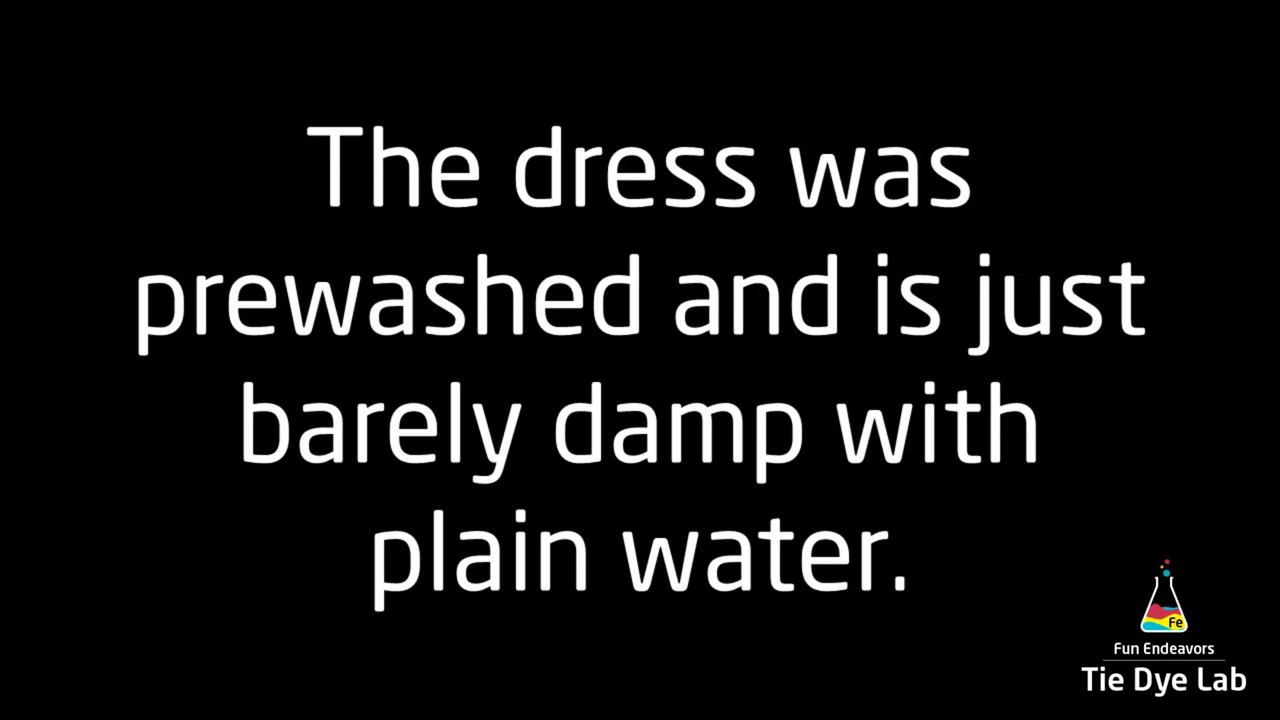 The dress was
prewashed and is just
barely damp with
plain water.
Fe
Fun Endeavors
Tie Dye Lab